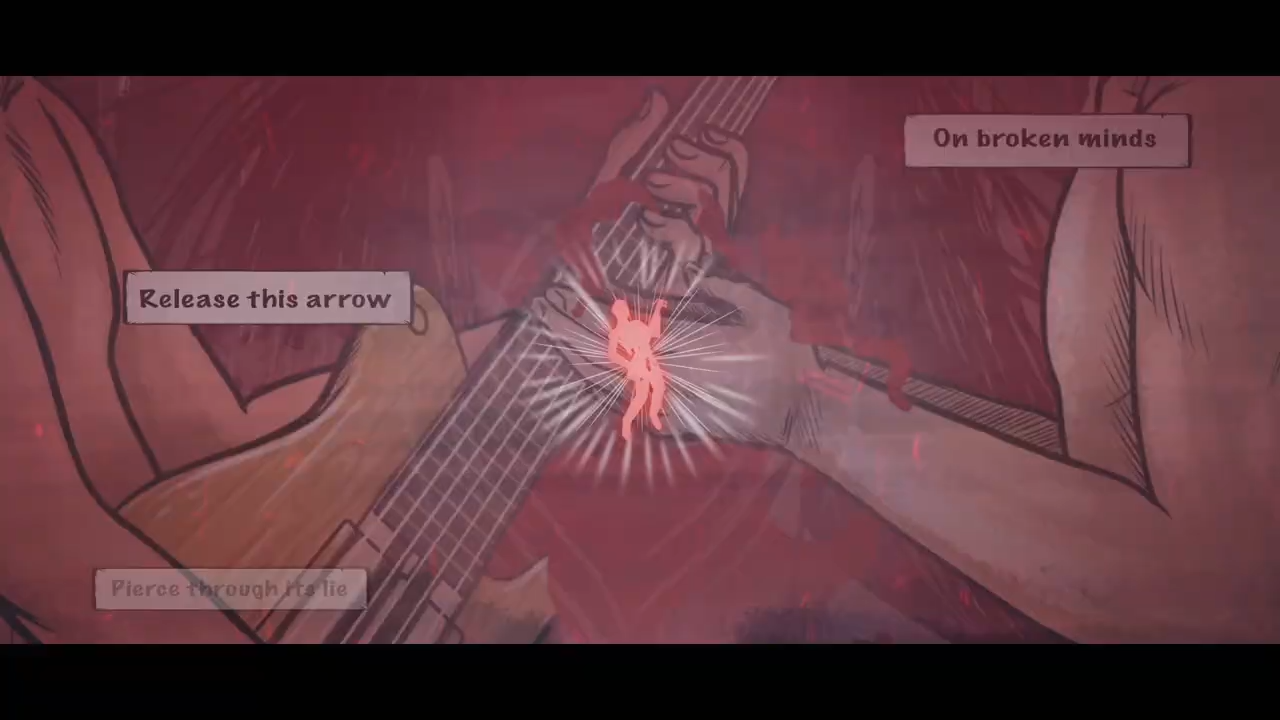 On broken minds
Release this arrow
Pierce through its lie